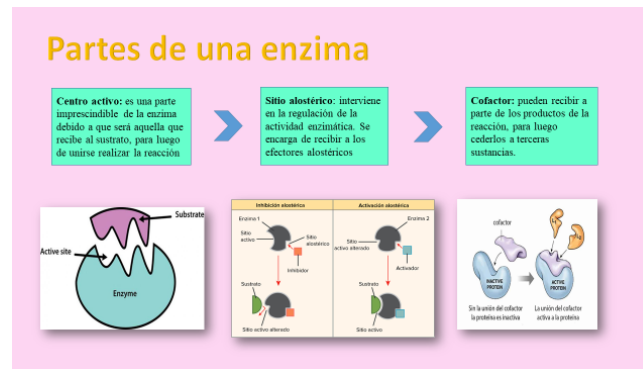 Partes de una enzima
Centro activo: es una parte
imprescindible de la enzima
debido a que será aquella que
recibe al sustrato, para luego
de unirse realizar la reacción
Sitio alostérico: interviene
en la regulación de la
actividad enzimática. Se
encarga de recibir a los
efectores alostéricos
Cofactor: pueden recibir a
parte de los productos de la
reacción, para luego
cederlos a terceras
sustancias.
Substrate
Active site
Enzyme
Inhibición alostérica
Enzima 1
Sitio
activo
Sitio
alostérico
Inhibidor
Sustrato
Sitio activo alterado
Activación alostérica
Enzima 2
Sitio
activo alterado
Activador
Sustrato
Sitio activo
cofactor
INACTIVE
PROTEIN
ACTIVE
PROTEIN
Sin la unión del cofactor
la proteína es inactiva
La unión del cofactor
activa a la proteína